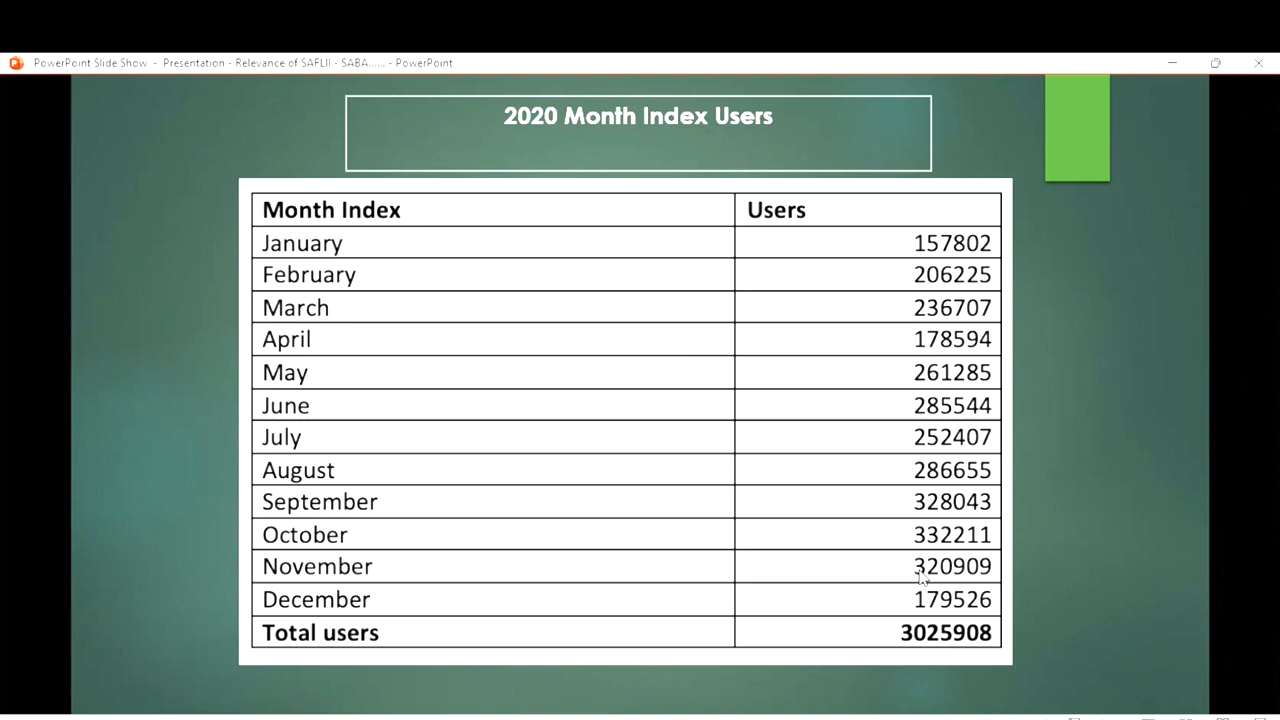 PowerPoint Slide Show - Presentation - Relevance of SAFLII - SABA...... - PowerPoint
2020 Month Index Users
Month Index Users
January 157802
February 206225
March 236707
April 178594
May 261285
June 285544
July 252407
August 286655
September 328043
October 332211
November 320909
December 179526
Total users 3025908